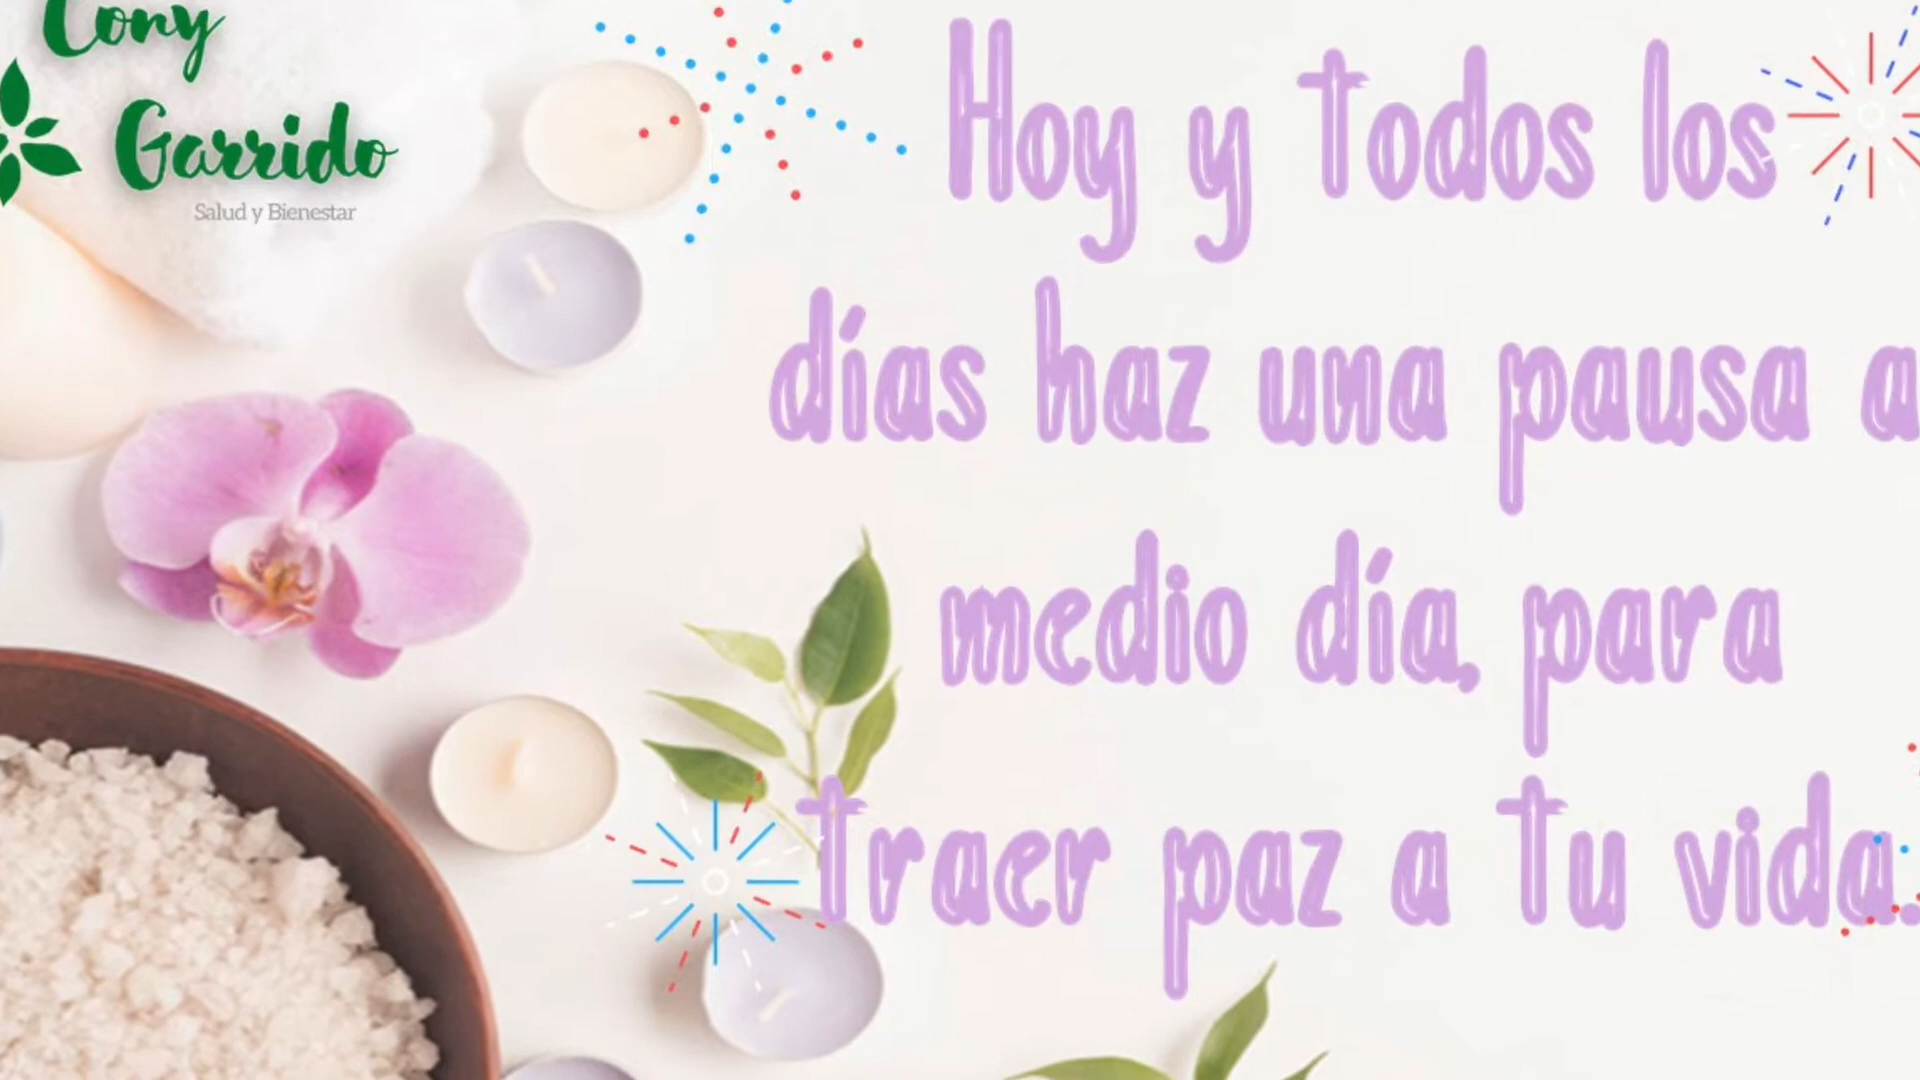 Cony
Garrido
Salud y Bienestar
Hoy y todos los
días haz una pausa a
medio día, para
traer paz a tu vida.